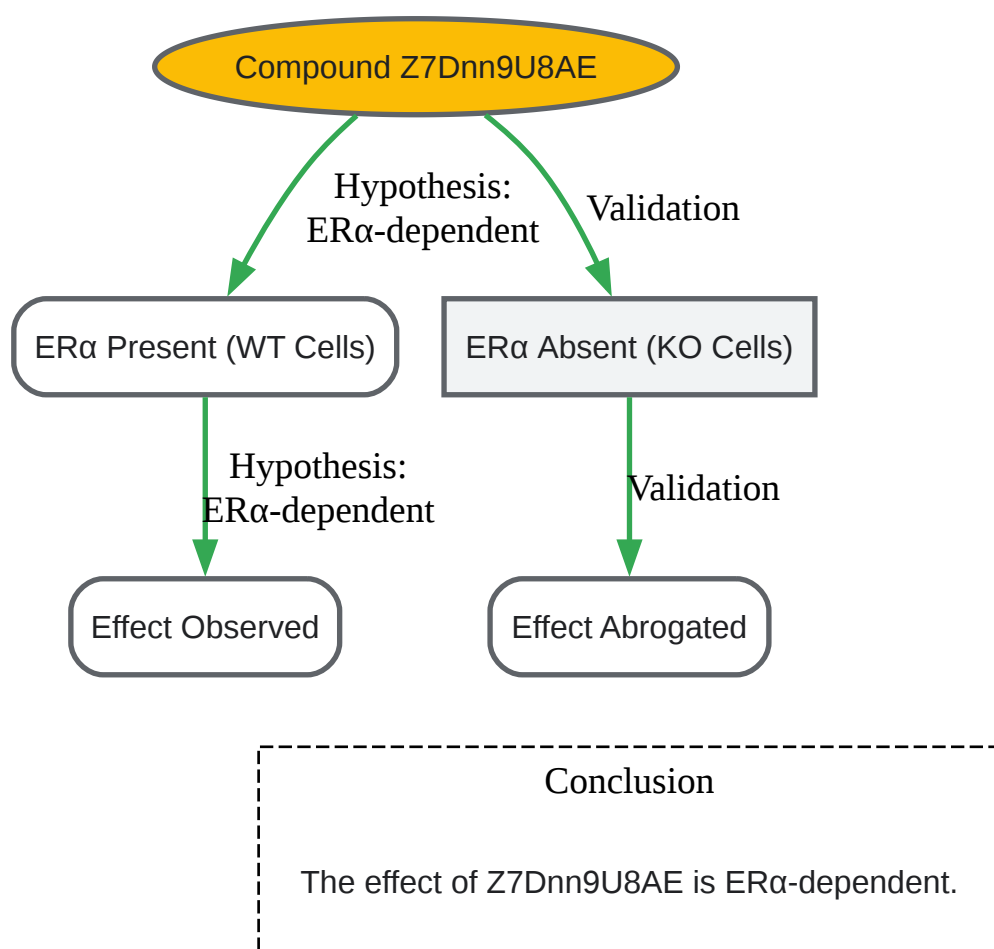 Compound Z7Dnn9U8AE
Hypothesis:
ERα-dependent
Validation
ERα Present (WT Cells)
ERα Absent (KO Cells)
Hypothesis:
ERα-dependent
Validation
Effect Observed
Effect Abrogated
Conclusion
The effect of Z7Dnn9U8AE is ERα-dependent.